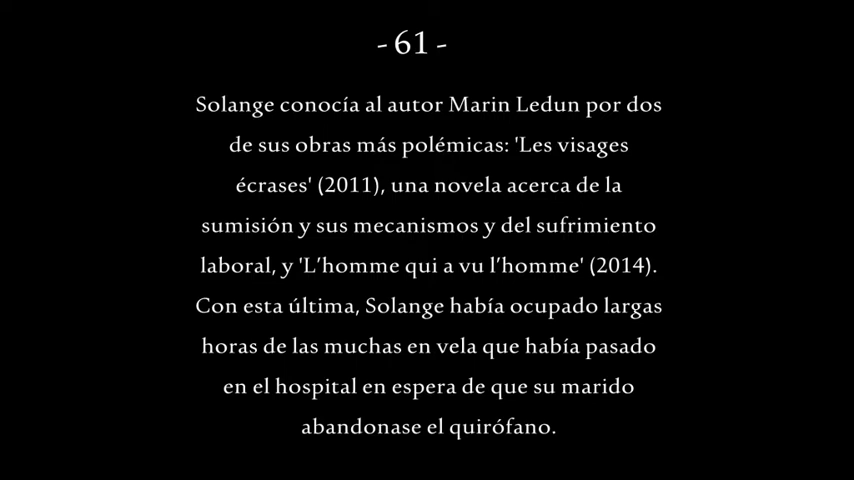 - 61 -
Solange conocía al autor Marin Ledun por dos
de sus obras más polémicas: 'Les visages
écrases' (2011), una novela acerca de la
sumisión y sus mecanismos y del sufrimiento
laboral, y 'L’homme qui a vu l’homme' (2014).
Con esta última, Solange había ocupado largas
horas de las muchas en vela que había pasado
en el hospital en espera de que su marido
abandonase el quirófano.